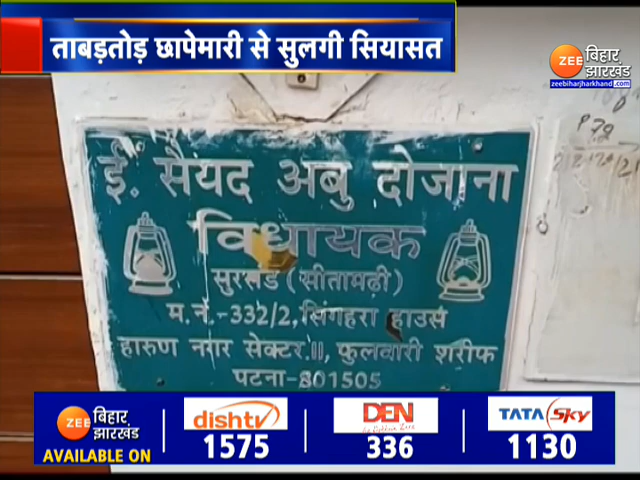 ताबड़तोड़ छापेमारी से सुलगी सियासत
ZEE बिहार झारखंड
zeebiharjharkhand.com
P 72
ई. सैयद अबु दोजाना
विधायक
सुरसंड (सीतामढ़ी)
म.नं.-332/2, सिंगहरा हाउस
हारुण नगर सेक्टर.II, फुलवारी शरीफ
पटना-801505
ZEE बिहार झारखंड
AVAILABLE ON
dishtv
1575
DEN
336
TATA Sky
1130